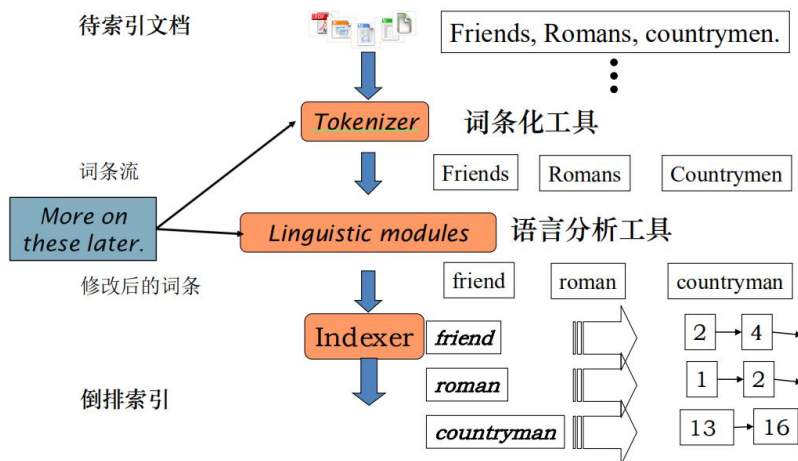 待索引文档
Friends, Romans, countrymen.
Tokenizer
词条化工具
词条流
Friends
Romans
Countrymen
More on
these later.
Linguistic modules
语言分析工具
修改后的词条
friend
roman
countryman
Indexer
friend
2
4
roman
1
2
倒排索引
countryman
13
16